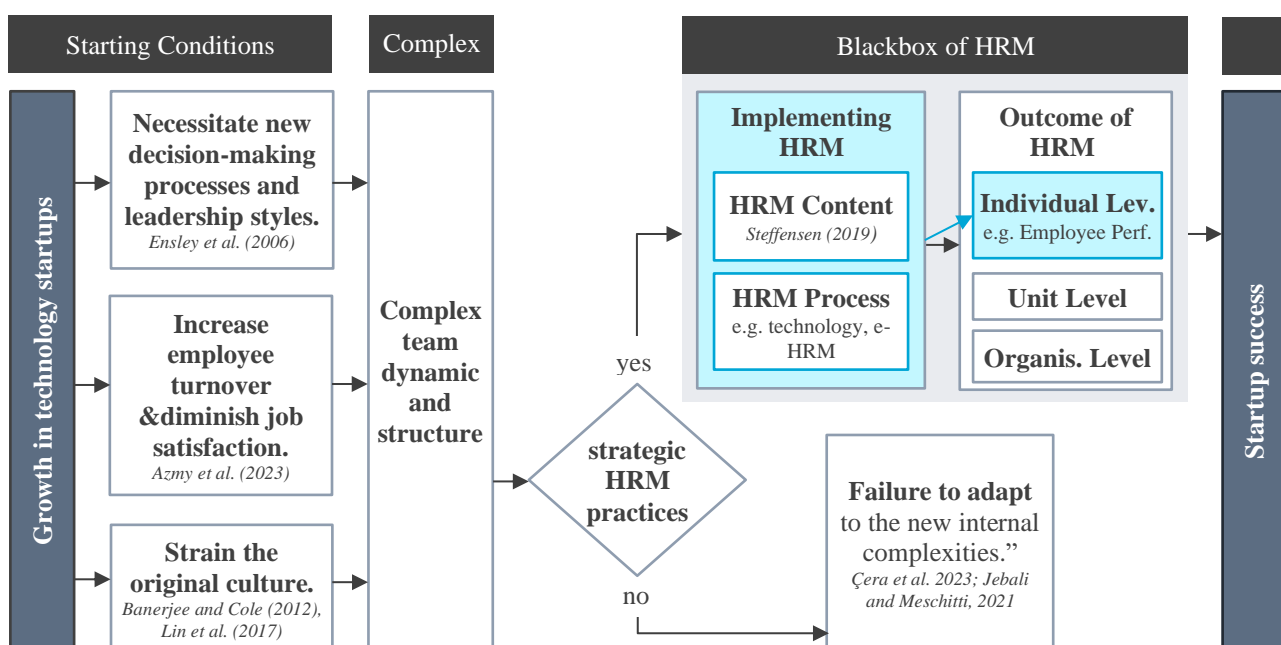 Starting Conditions
Complex
Blackbox of HRM
Growth in technology startups
Necessitate new
decision-making
processes and
leadership styles.
Ensley et al. (2006)
Increase
employee
turnover
&diminish job
satisfaction.
Azmy et al. (2023)
Strain the
original culture.
Banerjee and Cole (2012),
Lin et al. (2017)
Complex
team
dynamic
and
structure
yes
strategic
HRM
practices
no
Implementing
HRM
HRM Content
Steffensen (2019)
HRM Process
e.g. technology, e-
HRM
Outcome of
HRM
Individual Lev.
e.g. Employee Perf.
Unit Level
Organis. Level
Failure to adapt
to the new internal
complexities.”
Çera et al. 2023; Jebali
and Meschitti, 2021
Startup success